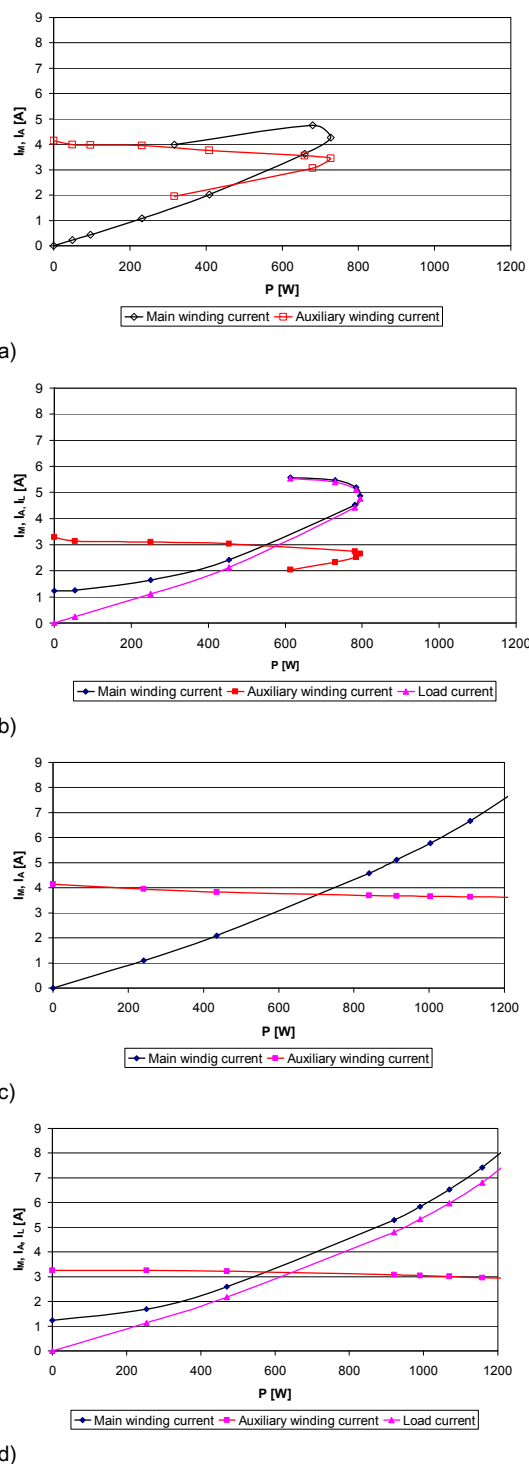 9
8
7
6
5
4
3
2
1
0
I_M, I_A [A]
0 200 400 600 800 1000 1200
P [W]
Main winding current Auxiliary winding current
a)
9
8
7
6
5
4
3
2
1
0
I_M, I_A, I_L [A]
0 200 400 600 800 1000 1200
P [W]
Main winding current Auxiliary winding current Load current
b)
9
8
7
6
5
4
3
2
1
0
I_M, I_A [A]
0 200 400 600 800 1000 1200
P [W]
Main windig current Auxiliary winding current
c)
9
8
7
6
5
4
3
2
1
0
I_M, I_A, I_L [A]
0 200 400 600 800 1000 1200
P [W]
Main winding current Auxiliary winding current Load current
d)